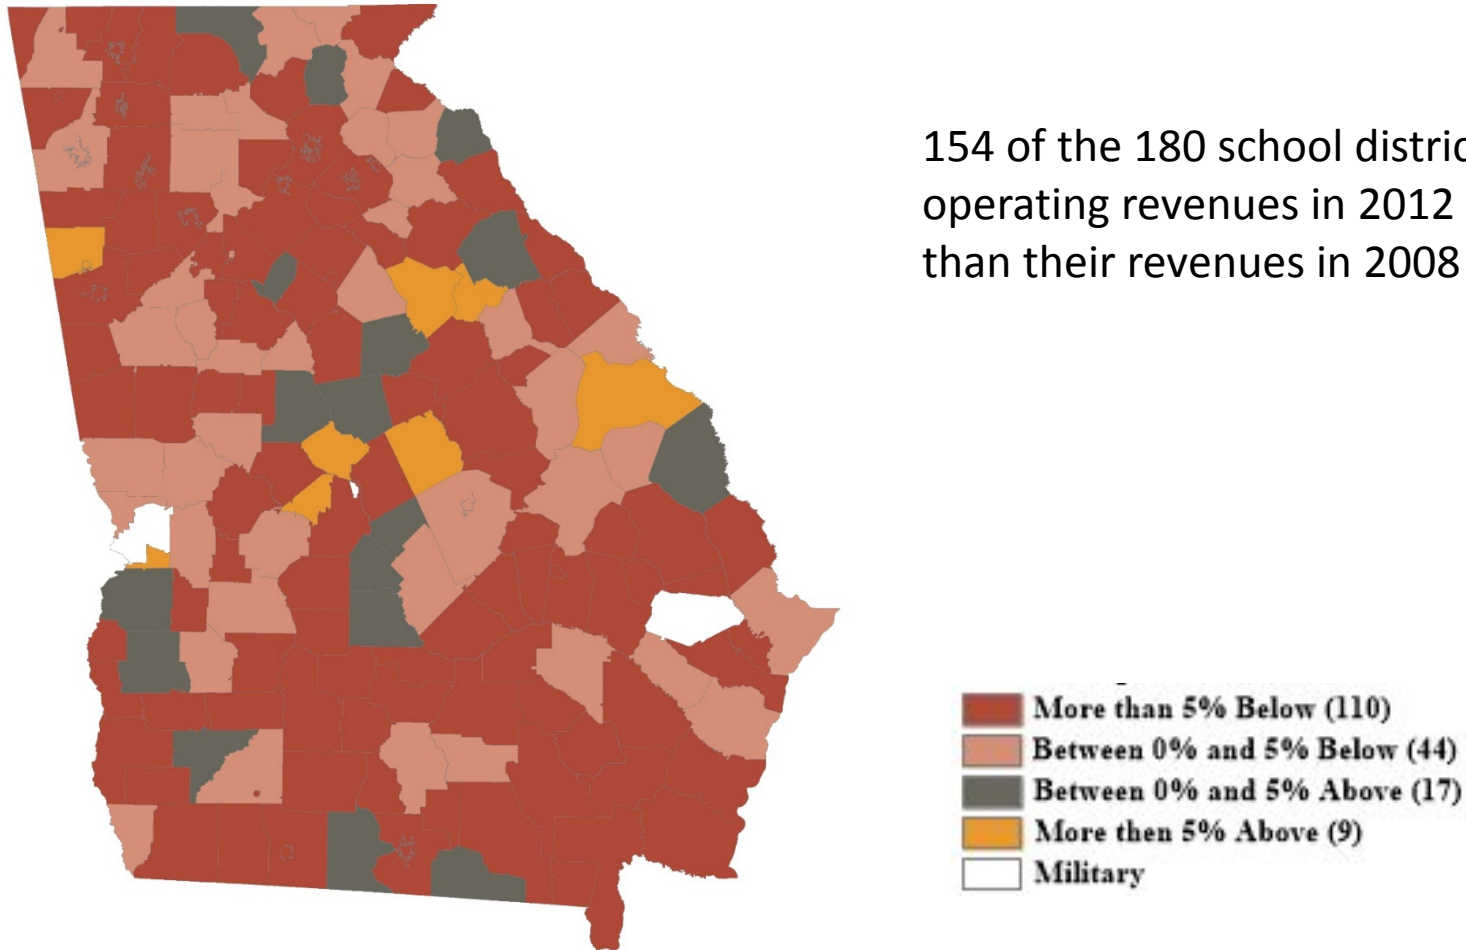 154 of the 180 school distric
operating revenues in 2012
than their revenues in 2008
More than 5% Below (110)
Between 0% and 5% Below (44)
Between 0% and 5% Above (17)
More then 5% Above (9)
Military